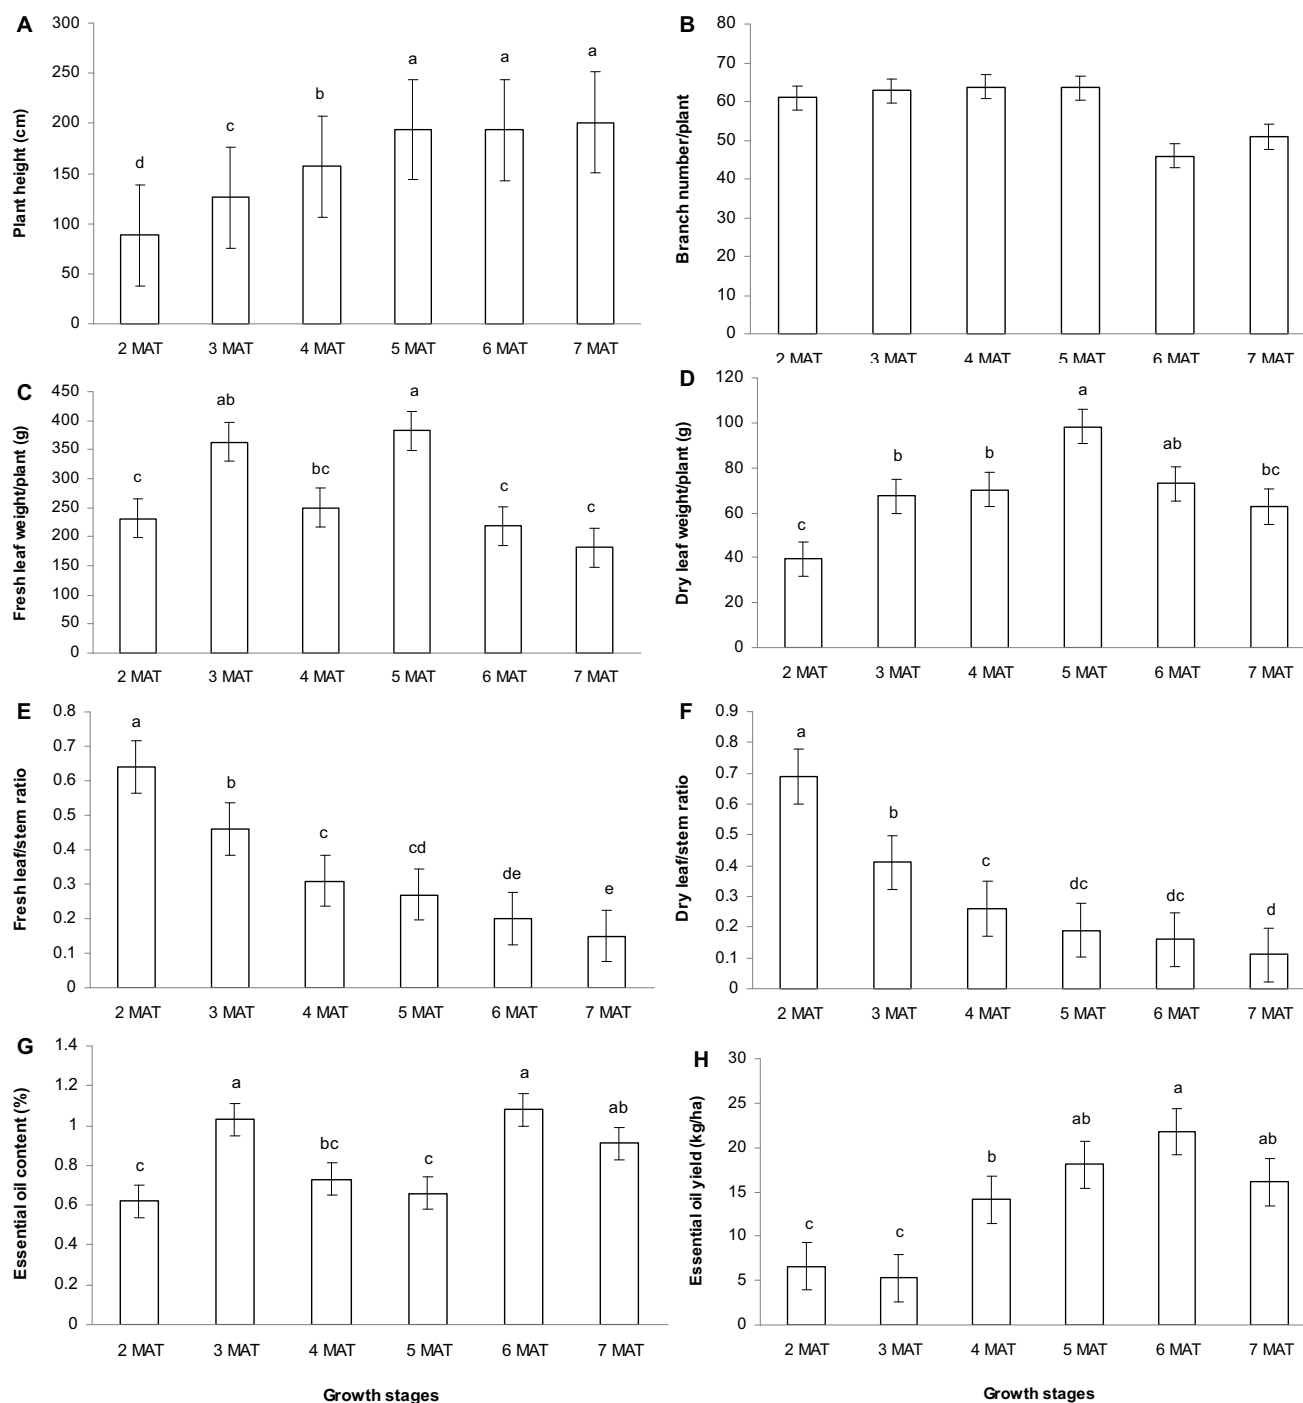 A
Plant height (cm)
300
250
200
150
100
50
0
d
c
b
a
a
a
2 MAT
3 MAT
4 MAT
5 MAT
6 MAT
7 MAT
B
Branch number/plant
80
70
60
50
40
30
20
10
0
2 MAT
3 MAT
4 MAT
5 MAT
6 MAT
7 MAT
C
Fresh leaf weight/plant (g)
450
400
350
300
250
200
150
100
50
0
c
ab
bc
a
c
c
2 MAT
3 MAT
4 MAT
5 MAT
6 MAT
7 MAT
D
Dry leaf weight/plant (g)
120
100
80
60
40
20
0
c
b
b
a
ab
bc
2 MAT
3 MAT
4 MAT
5 MAT
6 MAT
7 MAT
E
Fresh leaf/stem ratio
0.8
0.7
0.6
0.5
0.4
0.3
0.2
0.1
0
a
b
c
cd
de
e
2 MAT
3 MAT
4 MAT
5 MAT
6 MAT
7 MAT
F
Dry leaf/stem ratio
0.9
0.8
0.7
0.6
0.5
0.4
0.3
0.2
0.1
0
a
b
c
dc
dc
d
2 MAT
3 MAT
4 MAT
5 MAT
6 MAT
7 MAT
G
Essential oil content (%)
1.4
1.2
1
0.8
0.6
0.4
0.2
0
c
a
bc
c
a
ab
2 MAT
3 MAT
4 MAT
5 MAT
6 MAT
7 MAT
Growth stages
H
Essential oil yield (kg/ha)
30
25
20
15
10
5
0
c
c
b
ab
a
ab
2 MAT
3 MAT
4 MAT
5 MAT
6 MAT
7 MAT
Growth stages